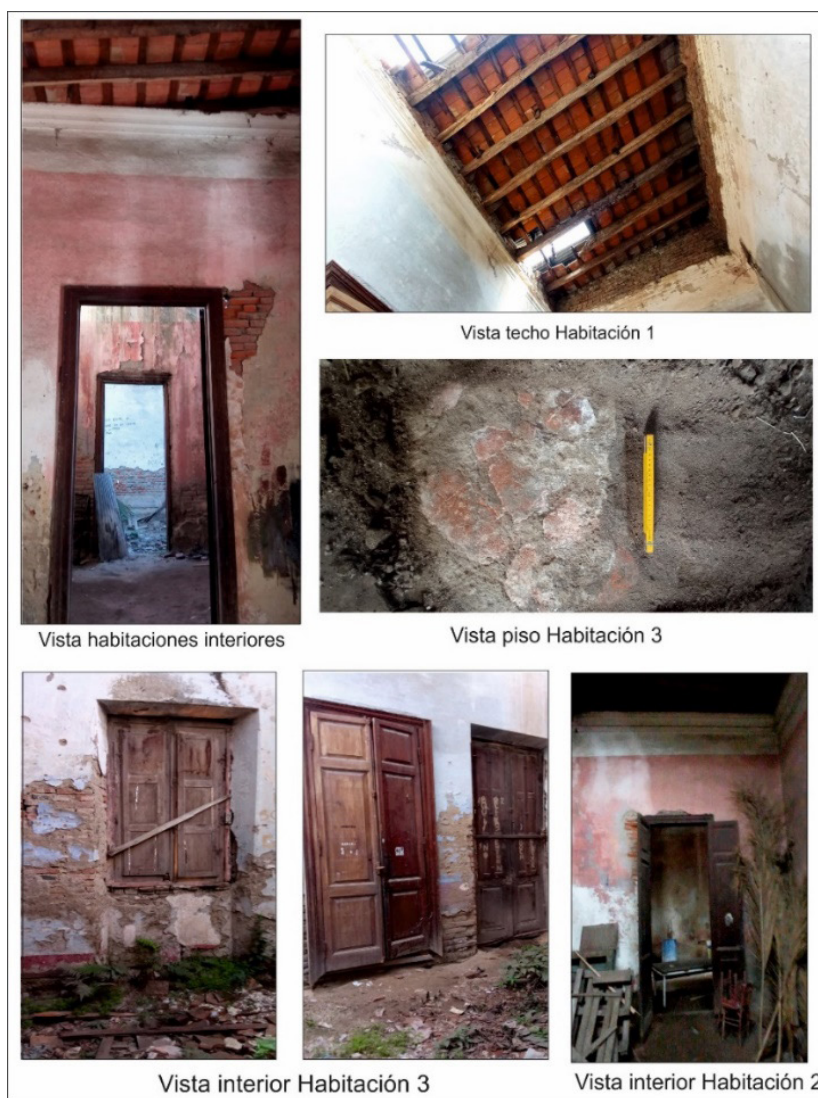 Vista techo Habitación 1
Vista habitaciones interiores
Vista piso Habitación 3
Vista interior Habitación 3
Vista interior Habitación 2